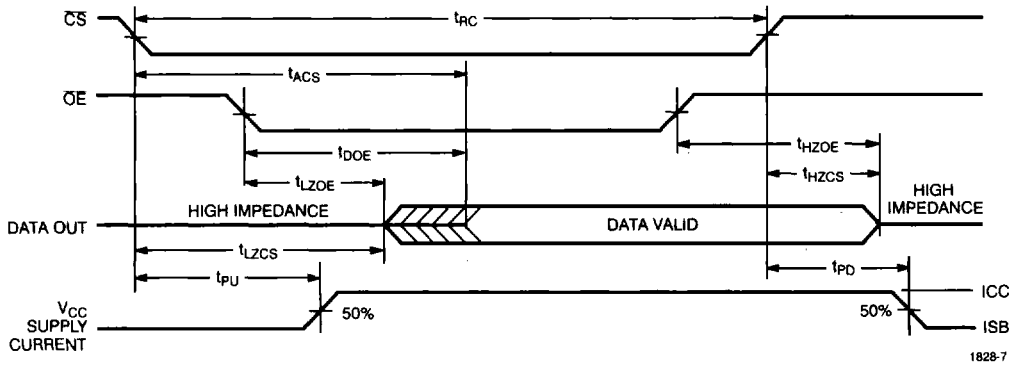 CS
tRC
tACS
OE
tDOE
tHZOE
tLZOE
tHZCS
HIGH IMPEDANCE
HIGH
IMPEDANCE
DATA OUT
DATA VALID
tLZCS
tPU
tPD
VCC
SUPPLY
CURRENT
50%
50%
ICC
ISB
1828-7